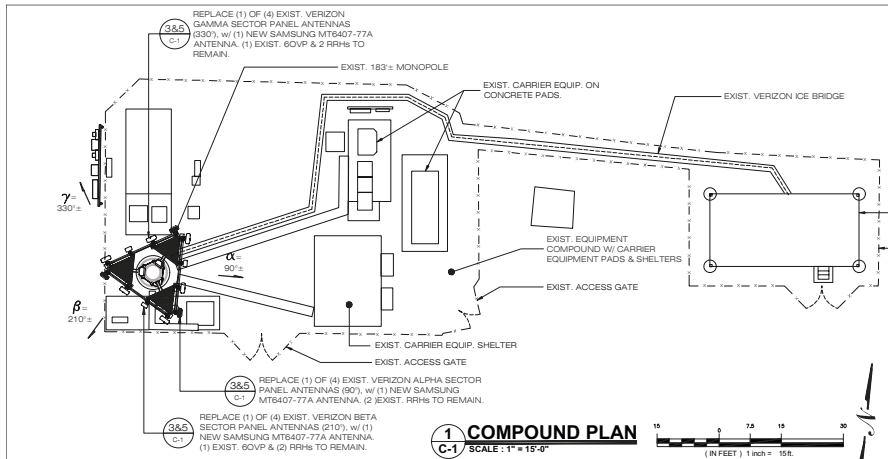 3&5
C-1
REPLACE (1) OF (4) EXIST. VERIZON
GAMMA SECTOR PANEL ANTENNAS
(330°), w/ (1) NEW SAMSUNG MT6407-77A
ANTENNA. (1) EXIST. 6OVP & 2 RRHs TO
REMAIN.
EXIST. 183'± MONOPOLE
EXIST. CARRIER EQUIP. ON
CONCRETE PADS.
EXIST. VERIZON ICE BRIDGE
γ=
330°±
α=
90°±
β=
210°±
EXIST. EQUIPMENT
COMPOUND W/ CARRIER
EQUIPMENT PADS & SHELTERS
EXIST. ACCESS GATE
EXIST. CARRIER EQUIP. SHELTER
EXIST. ACCESS GATE
3&5
C-1
REPLACE (1) OF (4) EXIST. VERIZON ALPHA SECTOR
PANEL ANTENNAS (90°), w/ (1) NEW SAMSUNG
MT6407-77A ANTENNA. (2 )EXIST. RRHs TO REMAIN.
3&5
C-1
REPLACE (1) OF (4) EXIST. VERIZON BETA
SECTOR PANEL ANTENNAS (210°), w/ (1)
NEW SAMSUNG MT6407-77A ANTENNA.
(1) EXIST. 6OVP & (2) RRHs TO REMAIN.
1
C-1
COMPOUND PLAN
SCALE : 1" = 15'-0"
15 0 7.5 15 30
( IN FEET ) 1 inch = 15ft.
N